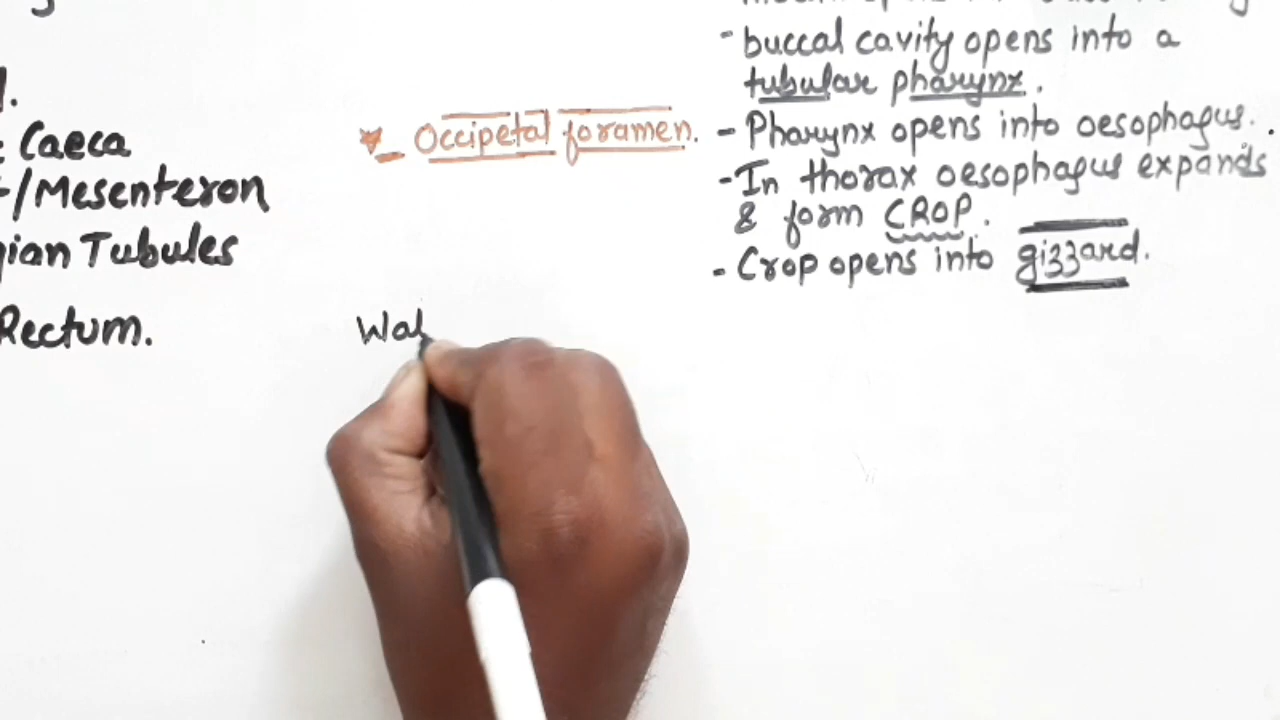 .
Caeca
/Mesenteron
gian Tubules
Rectum.
Occipetal foramen.
Wal
- buccal cavity opens into a
tubular pharynx.
- Pharynx opens into oesophagus.
- In thorax oesophagus expands
& form CROP.
- Crop opens into gizzard.